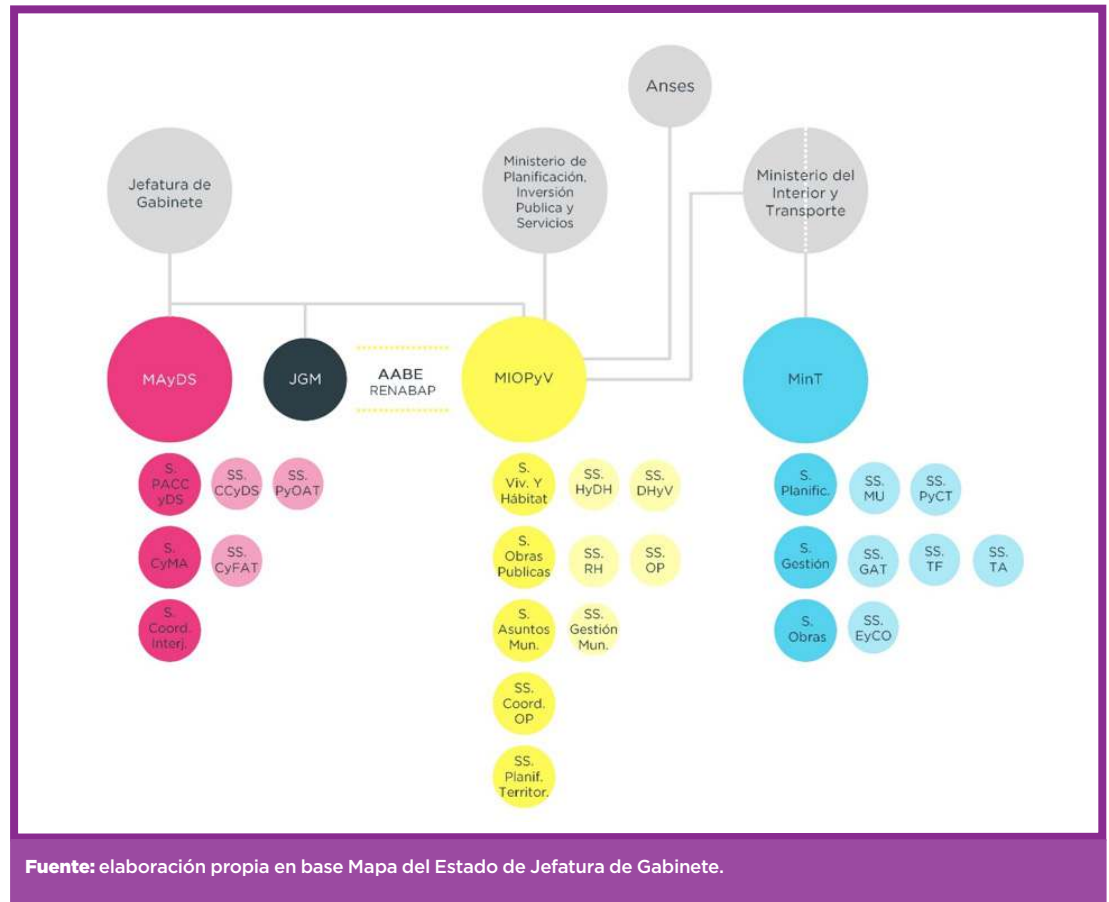 Anses
Jefatura de
Gabinete
Ministerio de
Planificación,
Inversión
Publica y
Servicios
Ministerio del
Interior y
Transporte
MAyDS
JGM
AABE
RENABAP
MIOPyV
MinT
S.
PACC
yDS
SS.
CCyDS
SS.
PyOAT
S.
Viv. Y
Hábitat
SS.
HyDH
SS.
DHyV
S.
Planific.
SS.
MU
SS.
PyCT
S.
CyMA
SS.
CyFAT
S.
Obras
Publicas
SS.
RH
SS.
OP
S.
Gestión
SS.
GAT
SS.
TF
SS.
TA
S.
Coord.
Interj.
S.
Asuntos
Mun.
SS.
Gestión
Mun.
S.
Obras
SS.
EyCO
SS.
Coord.
OP
SS.
Planif.
Territor.
Fuente: elaboración propia en base Mapa del Estado de Jefatura de Gabinete.